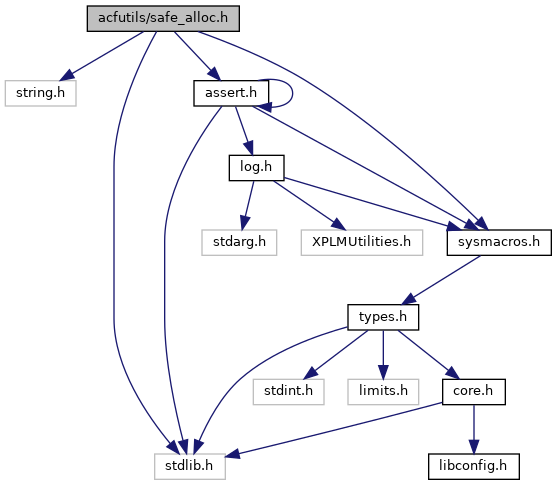 acfutils/safe_alloc.h
string.h
assert.h
log.h
stdarg.h
XPLMUtilities.h
sysmacros.h
types.h
stdint.h
limits.h
core.h
stdlib.h
libconfig.h